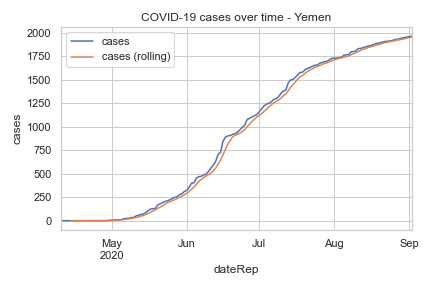 COVID-19 cases over time - Yemen
cases
cases (rolling)
2000
1750
1500
1250
1000
750
500
250
0
cases
May
2020
Jun
Jul
Aug
Sep
dateRep